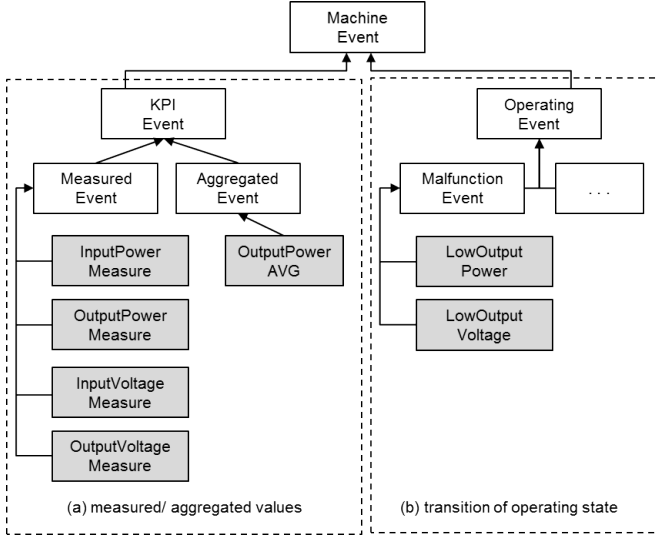 Machine
Event
KPI
Event
Operating
Event
Measured
Event
Aggregated
Event
Malfunction
Event
. . .
InputPower
Measure
OutputPower
AVG
LowOutput
Power
OutputPower
Measure
LowOutput
Voltage
InputVoltage
Measure
OutputVoltage
Measure
(a) measured/ aggregated values
(b) transition of operating state